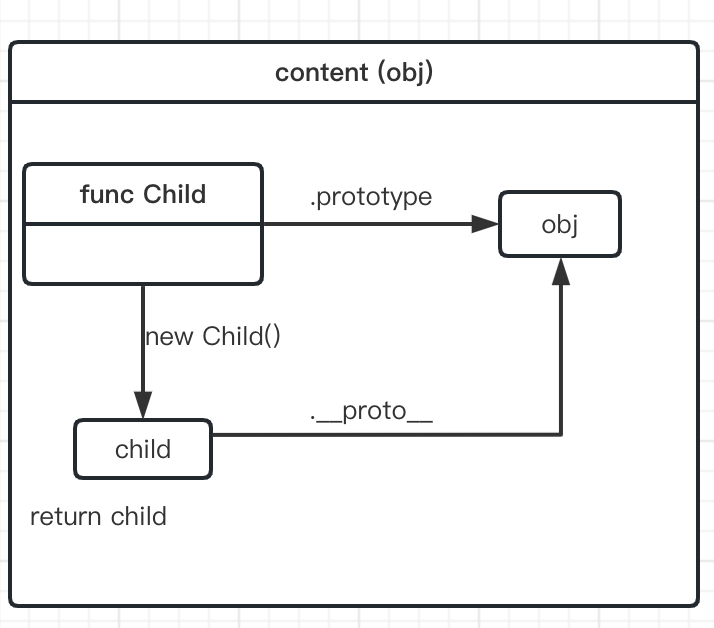 content (obj)
func Child
.prototype
obj
new Child()
.__proto__
child
return child